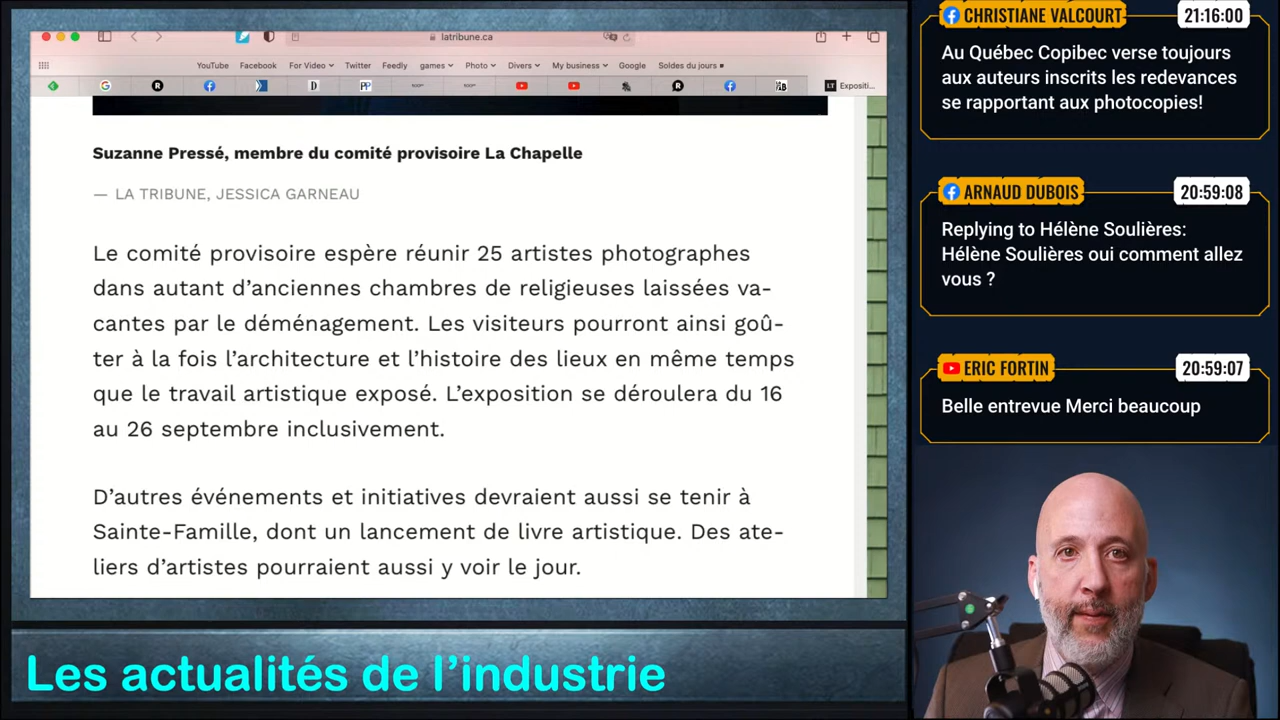 latribune.ca
YouTube Facebook For Video Twitter Feedly games Photo Divers My business Google Soldes du jours
LT Expositi...
Suzanne Pressé, membre du comité provisoire La Chapelle
— LA TRIBUNE, JESSICA GARNEAU
Le comité provisoire espère réunir 25 artistes photographes
dans autant d’anciennes chambres de religieuses laissées va-
cantes par le déménagement. Les visiteurs pourront ainsi goû-
ter à la fois l’architecture et l’histoire des lieux en même temps
que le travail artistique exposé. L’exposition se déroulera du 16
au 26 septembre inclusivement.
D’autres événements et initiatives devraient aussi se tenir à
Sainte-Famille, dont un lancement de livre artistique. Des ate-
liers d’artistes pourraient aussi y voir le jour.
Les actualités de l’industrie
CHRISTIANE VALCOURT 21:16:00
Au Québec Copibec verse toujours
aux auteurs inscrits les redevances
se rapportant aux photocopies!
ARNAUD DUBOIS 20:59:08
Replying to Hélène Soulières:
Hélène Soulières oui comment allez
vous ?
ERIC FORTIN 20:59:07
Belle entrevue Merci beaucoup